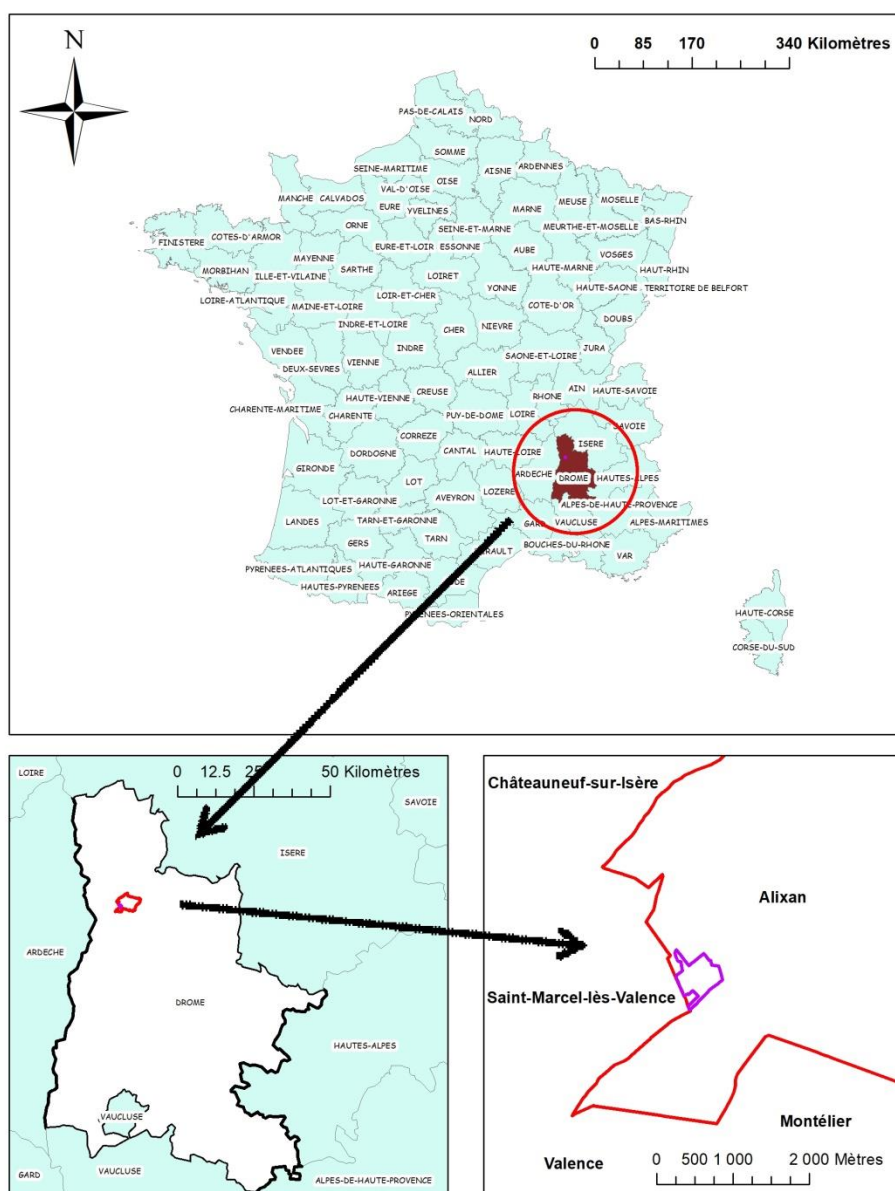 N
0 85 170 340 Kilomètres
PAS-DE-CALAIS
NORD
SOMME
SEINE-MARITIME
AISNE
ARDENNES
OISE
VAL-D'OISE
MANCHE
CALVADOS
EURE
YVELINES
MARNE
MEUSE
MOSELLE
BAS-RHIN
ORNE
SEINE-ET-MARNE
MEURTHE-ET-MOSELLE
FINISTERE
COTES-D'ARMOR
EURE-ET-LOIR
ESSONNE
AUBE
VOSGES
MAYENNE
MORBIHAN
ILLE-ET-VILAINE
SARTHE
LOIRET
HAUTE-MARNE
HAUT-RHIN
LOIRE-ATLANTIQUE
MAINE-ET-LOIRE
LOIR-ET-CHER
YONNE
HAUTE-SAONE
TERRITOIRE DE BELFORT
COTE-D'OR
INDRE-ET-LOIRE
CHER
NIEVRE
DOUBS
VENDEE
VIENNE
INDRE
SAONE-ET-LOIRE
JURA
DEUX-SEVRES
ALLIER
HAUTE-VIENNE
CREUSE
RHONE
AIN
HAUTE-SAVOIE
CHARENTE-MARITIME
CHARENTE
PUY-DE-DOME
LOIRE
SAVOIE
CORREZE
ISERE
DORDOGNE
CANTAL
HAUTE-LOIRE
GIRONDE
LOT
ARDECHE
DROME
HAUTES-ALPES
LOT-ET-GARONNE
AVEYRON
LOZERE
ALPES-DE-HAUTE-PROVENCE
LANDES
TARN-ET-GARONNE
GARD
VAUCLUSE
ALPES-MARITIMES
GERS
TARN
BOUCHES-DU-RHONE
PYRENEES-ATLANTIQUES
HAUTE-GARONNE
VAR
HAUTES-PYRENEES
ARIEGE
PYRENEES-ORIENTALES
HAUTE-CORSE
CORSE-DU-SUD
LOIRE
0 12.5 25 50 Kilomètres
SAVOIE
ISERE
ARDECHE
DROME
HAUTES-ALPES
VAUCLUSE
GARD
VAUCLUSE
ALPES-DE-HAUTE-PROVENCE
Châteauneuf-sur-Isère
Alixan
Saint-Marcel-lès-Valence
Montélier
Valence
0 500 1 000 2 000 Mètres